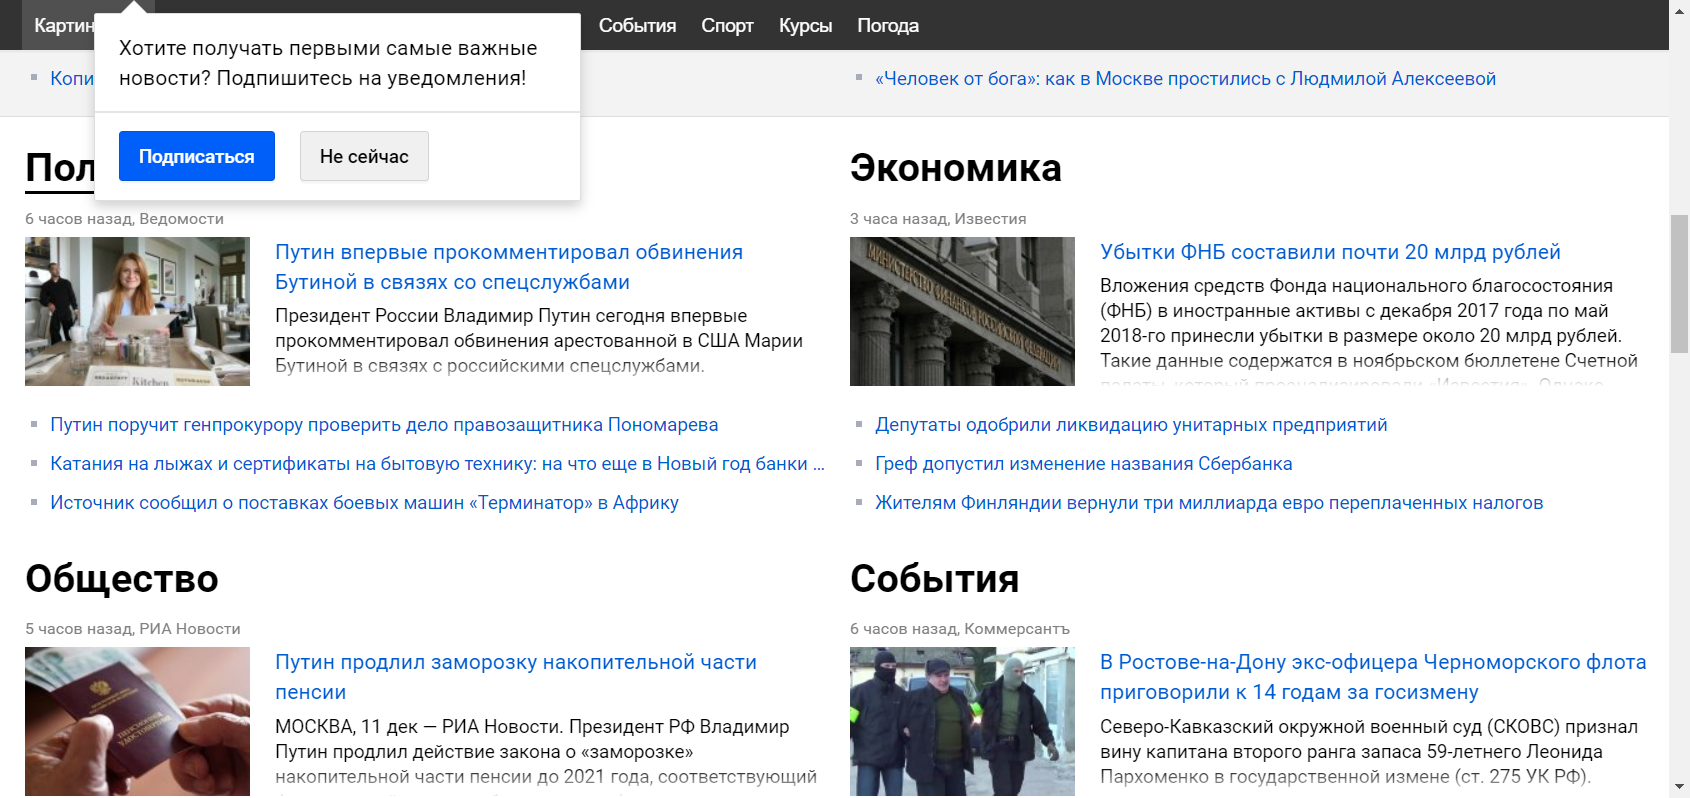 Картин
События Спорт Курсы Погода
Хотите получать первыми самые важные
новости? Подпишитесь на уведомления!
Подписаться Не сейчас
Копи
«Человек от бога»: как в Москве простились с Людмилой Алексеевой
Пол
6 часов назад, Ведомости
Путин впервые прокомментировал обвинения
Бутиной в связях со спецслужбами
Президент России Владимир Путин сегодня впервые
прокомментировал обвинения арестованной в США Марии
Бутиной в связях с российскими спецслужбами.
Путин поручит генпрокурору проверить дело правозащитника Пономарева
Катания на лыжах и сертификаты на бытовую технику: на что еще в Новый год банки ...
Источник сообщил о поставках боевых машин «Терминатор» в Африку
Экономика
3 часа назад, Известия
МИНИСТЕРСТВО ФИНАНСОВ РОССИЙСКОЙ ФЕДЕРАЦИИ
Убытки ФНБ составили почти 20 млрд рублей
Вложения средств Фонда национального благосостояния
(ФНБ) в иностранные активы с декабря 2017 года по май
2018-го принесли убытки в размере около 20 млрд рублей.
Такие данные содержатся в ноябрьском бюллетене Счетной
палаты, который проанализировали «Известия». Однако
Депутаты одобрили ликвидацию унитарных предприятий
Греф допустил изменение названия Сбербанка
Жителям Финляндии вернули три миллиарда евро переплаченных налогов
Общество
5 часов назад, РИА Новости
ПЕНСИОННОЕ
УДОСТОВЕРЕНИЕ
Путин продлил заморозку накопительной части
пенсии
МОСКВА, 11 дек — РИА Новости. Президент РФ Владимир
Путин продлил действие закона о «заморозке»
накопительной части пенсии до 2021 года, соответствующий
События
6 часов назад, Коммерсантъ
В Ростове-на-Дону экс-офицера Черноморского флота
приговорили к 14 годам за госизмену
Северо-Кавказский окружной военный суд (СКОВС) признал
вину капитана второго ранга запаса 59-летнего Леонида
Пархоменко в государственной измене (ст. 275 УК РФ).